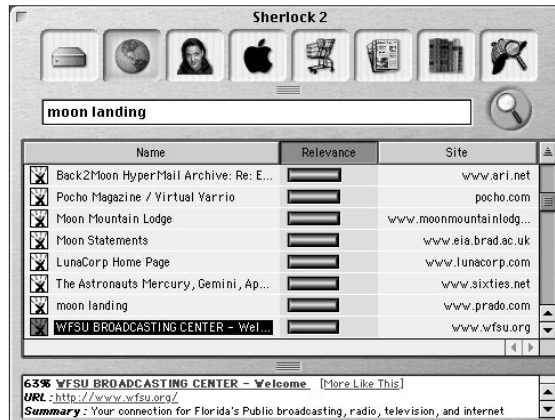 Sherlock 2
moon landing
Name Relevance Site
Back2Moon HyperMail Archive: Re: E... www.ari.net
Pocho Magazine / Virtual Varrio pocho.com
Moon Mountain Lodge www.moonmountainlodg...
Moon Statements www.eia.brad.ac.uk
LunaCorp Home Page www.lunacorp.com
The Astronauts Mercury, Gemini, Ap... www.sixties.net
moon landing www.prado.com
WFSU BROADCASTING CENTER - Wel... www.wfsu.org
63% WFSU BROADCASTING CENTER - Welcome [More Like This]
URL : http://www.wfsu.org/
Summary : Your connection for Florida's Public broadcasting, radio, television, and internet